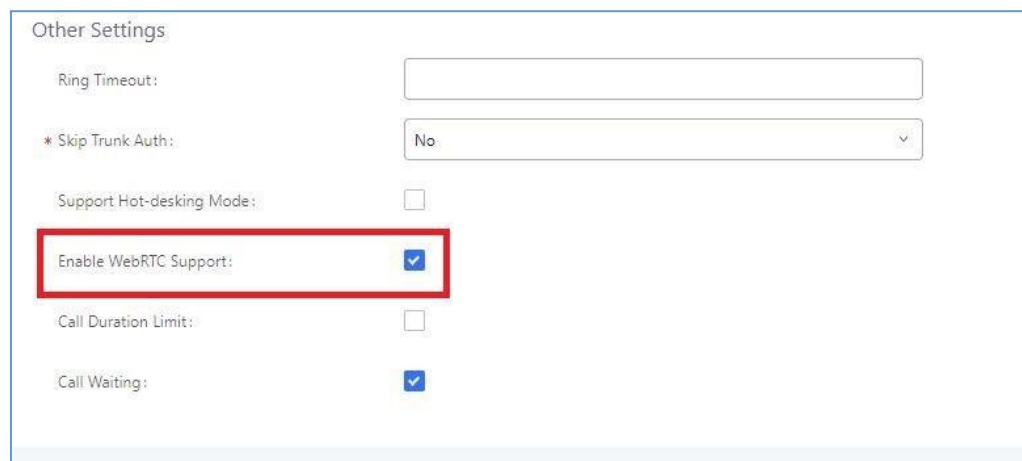 Other Settings
Ring Timeout:
* Skip Trunk Auth: No
Support Hot-desking Mode:
Enable WebRTC Support:
Call Duration Limit:
Call Waiting: